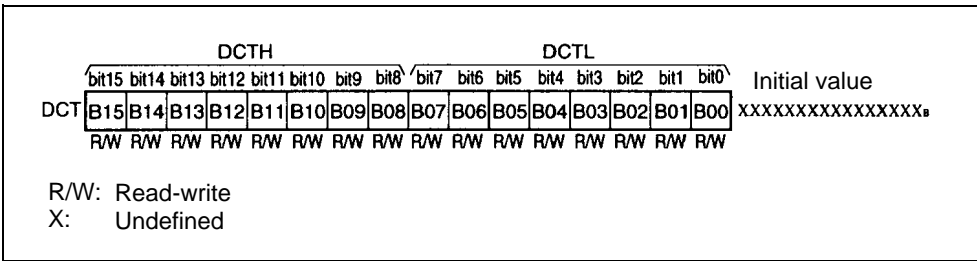 DCTH DCTL
bit15 bit14 bit13 bit12 bit11 bit10 bit9 bit8 bit7 bit6 bit5 bit4 bit3 bit2 bit1 bit0 Initial value
DCT B15 B14 B13 B12 B11 B10 B09 B08 B07 B06 B05 B04 B03 B02 B01 B00 XXXXXXXXXXXXXXXXB
R/W R/W R/W R/W R/W R/W R/W R/W R/W R/W R/W R/W R/W R/W R/W R/W
R/W: Read-write
X: Undefined